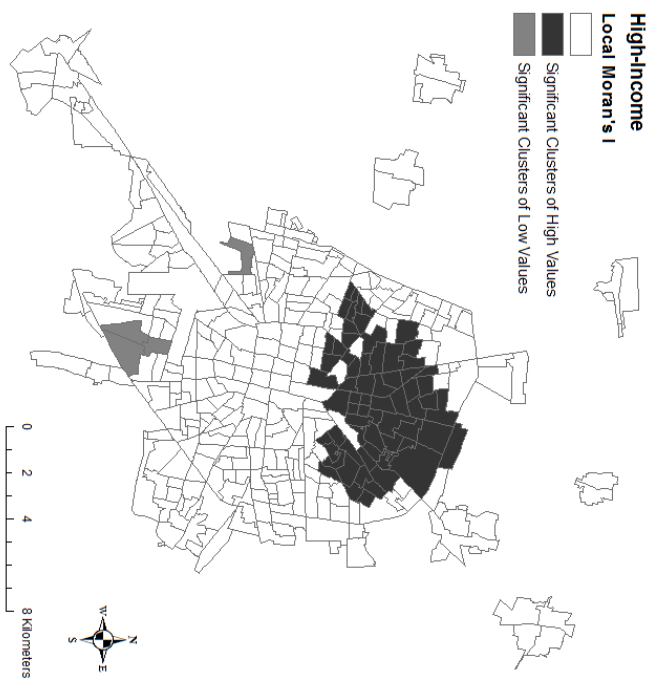 High-Income
Local Moran's I
Significant Clusters of High Values
Significant Clusters of Low Values
0 2 4 8 Kilometers
N
W E
S